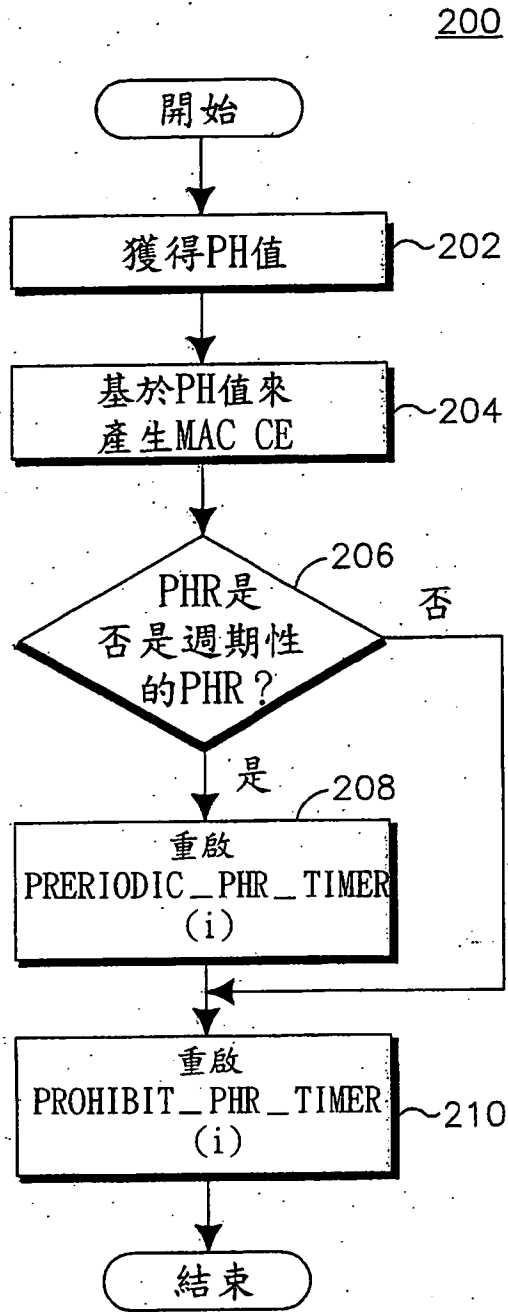 200
開始
獲得PH值
202
基於PH值來
產生MAC CE
204
206
PHR是
否是週期性
的PHR？
否
是
208
重啟
PRERIODIC_PHR_TIMER
(i)
重啟
PROHIBIT_PHR_TIMER
(i)
210
結束